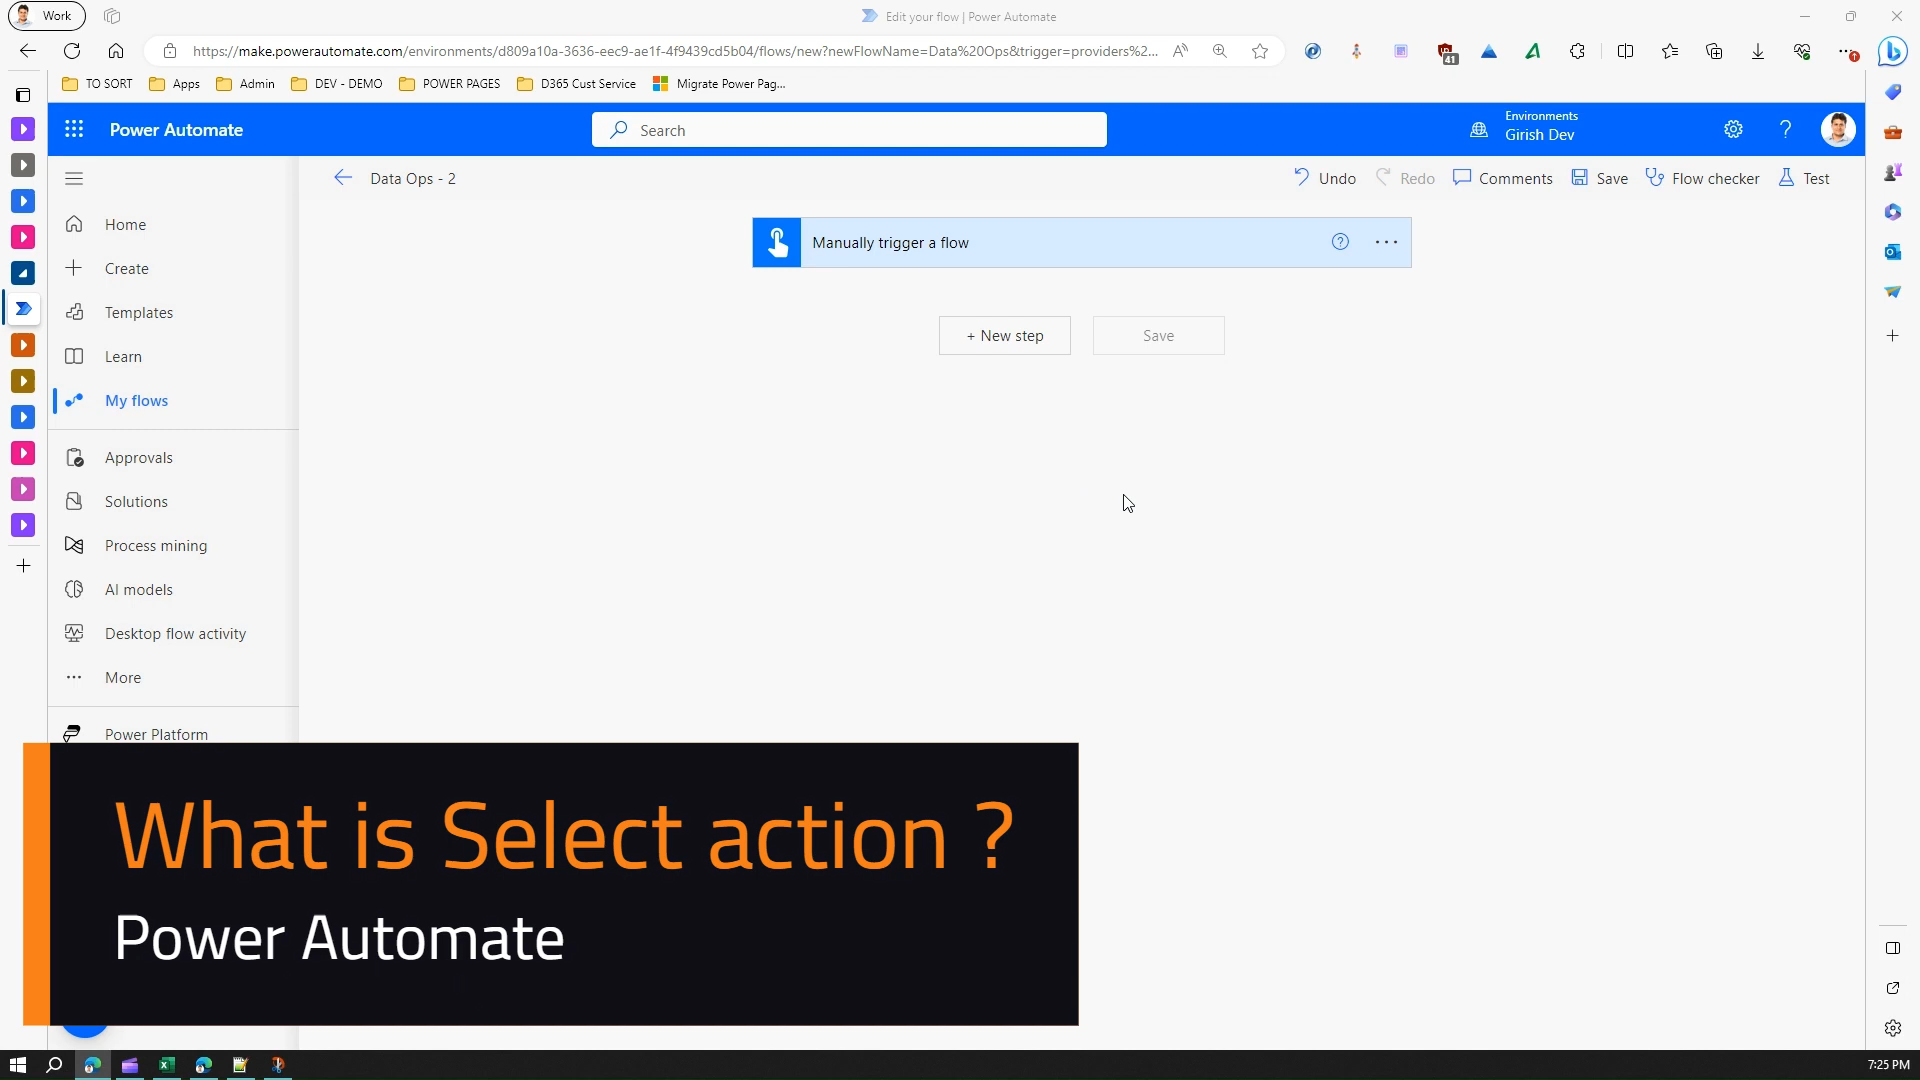 Work
Edit your flow | Power Automate
https://make.powerautomate.com/environments/d809a10a-3636-eec9-ae1f-4f9439cd5b04/flows/new?newFlowName=Data%20Ops&trigger=providers%2...
41
TO SORT
Apps
Admin
DEV - DEMO
POWER PAGES
D365 Cust Service
Migrate Power Pag...
Power Automate
Search
Environments
Girish Dev
Data Ops - 2
Undo
Redo
Comments
Save
Flow checker
Test
Home
Create
Templates
Learn
My flows
Approvals
Solutions
Process mining
AI models
Desktop flow activity
More
Power Platform
Manually trigger a flow
+ New step
Save
What is Select action ?
Power Automate
7:25 PM